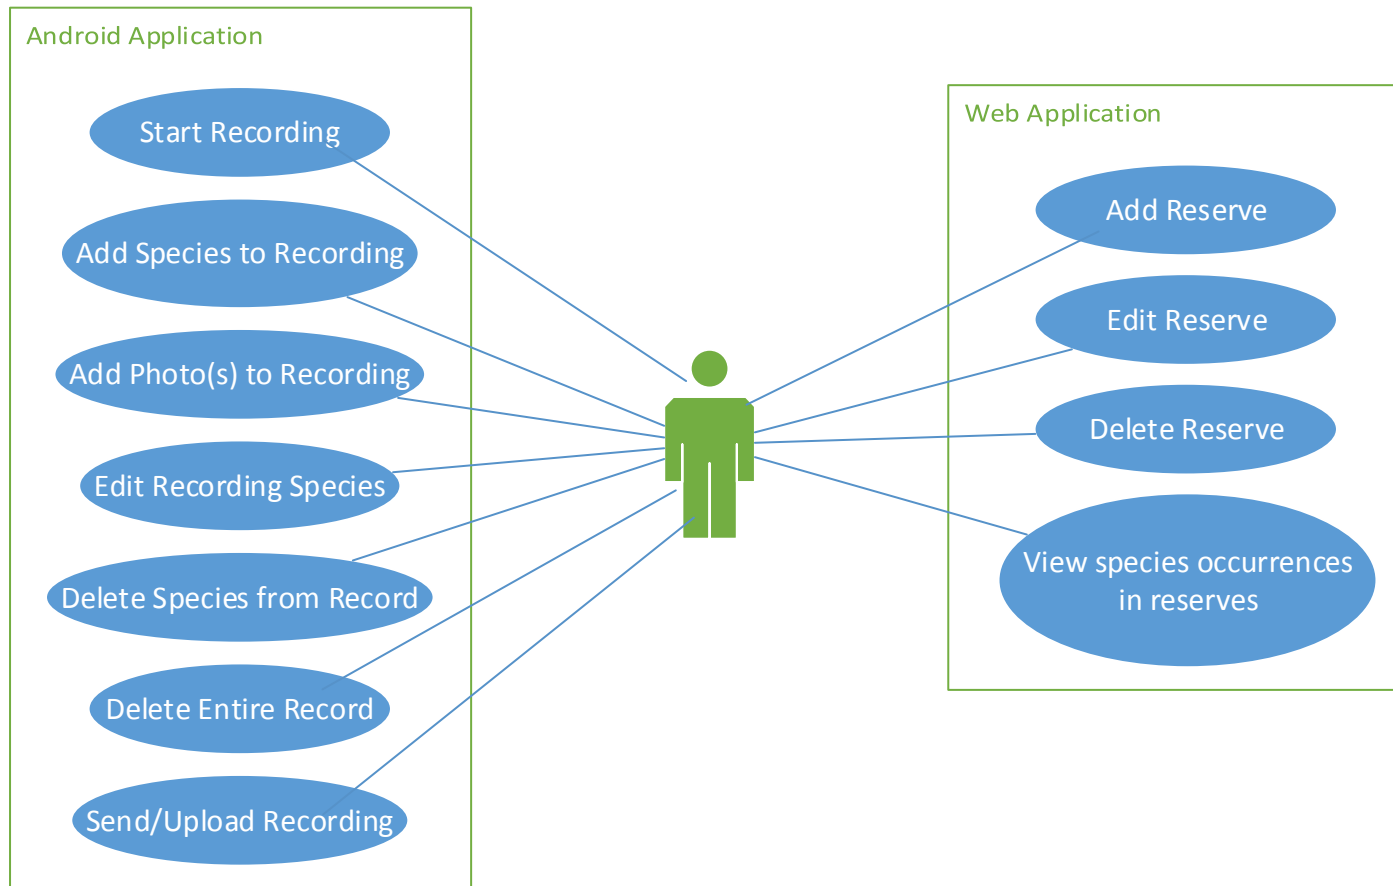 Android Application
Start Recording
Add Species to Recording
Add Photo(s) to Recording
Edit Recording Species
Delete Species from Record
Delete Entire Record
Send/Upload Recording
Web Application
Add Reserve
Edit Reserve
Delete Reserve
View species occurrences
in reserves